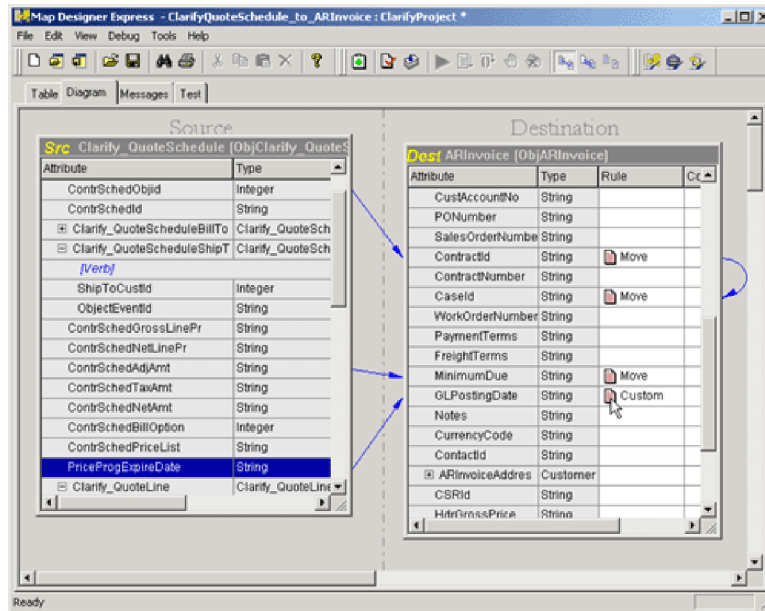 Map Designer Express - ClarifyQuoteSchedule_to_ARInvoice : ClarifyProject *
File Edit View Debug Tools Help
Table Diagram Messages Test
Source
Src Clarify_QuoteSchedule [ObjClarify_QuoteS
Attribute Type
ContrSchedObjid Integer
ContrSchedId String
Clarify_QuoteScheduleBillTo Clarify_QuoteSch
Clarify_QuoteScheduleShipT Clarify_QuoteSch
[Verb]
ShipToCustId Integer
ObjectEventId String
ContrSchedGrossLinePr String
ContrSchedNetLinePr String
ContrSchedAdjAmt String
ContrSchedTaxAmt String
ContrSchedNetAmt String
ContrSchedBillOption Integer
ContrSchedPriceList String
PriceProgExpireDate String
Clarify_QuoteLine Clarify_QuoteLine
Destination
Dest ARInvoice [ObjARInvoice]
Attribute Type Rule Co
CustAccountNo String
PONumber String
SalesOrderNumbe String
ContractId String Move
ContractNumber String
CaseId String Move
WorkOrderNumber String
PaymentTerms String
FreightTerms String
MinimumDue String Move
GLPostingDate String Custom
Notes String
CurrencyCode String
ContactId String
ARInvoiceAddres Customer
CSRId String
HdrGrossPrice String
Ready